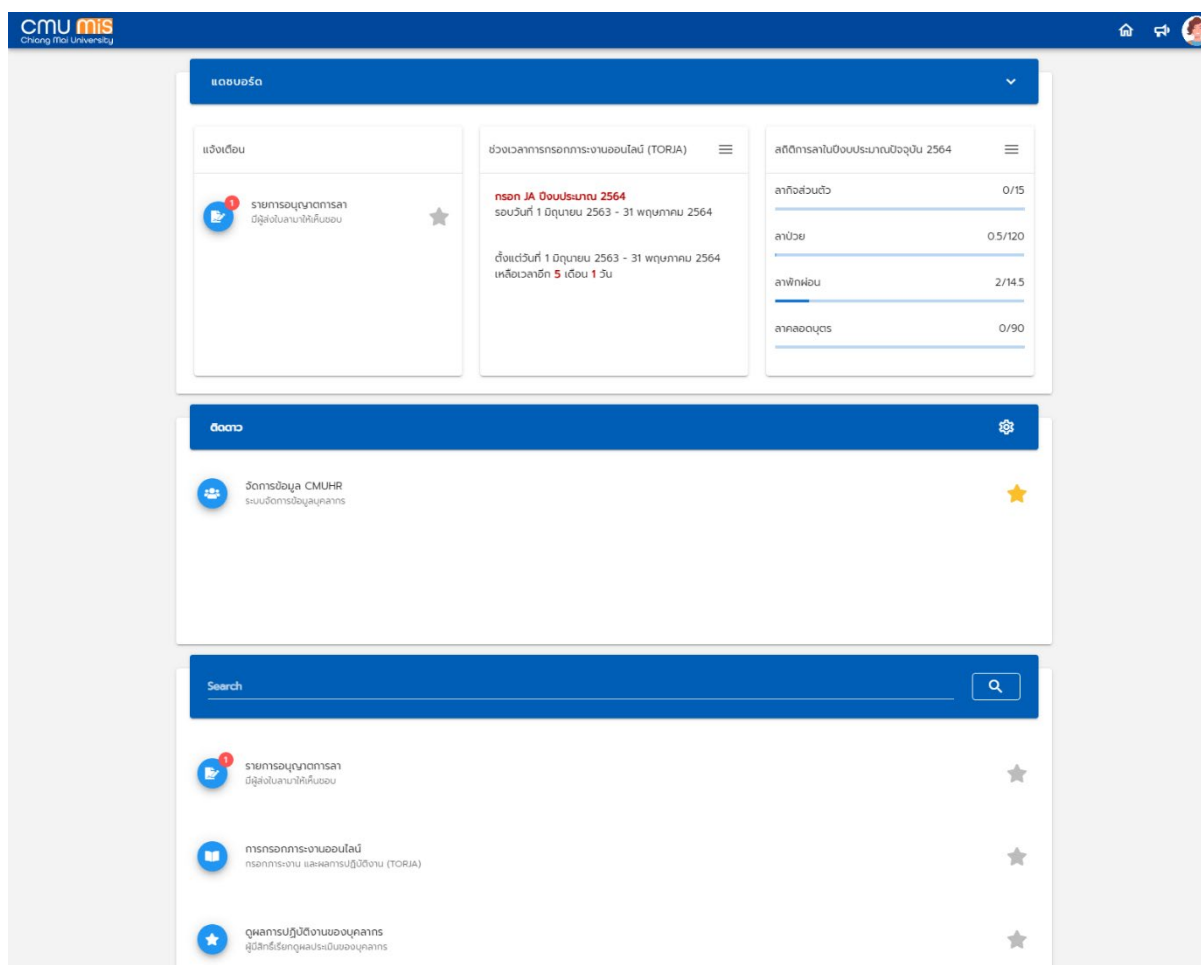 CMU MIS
Chiang Mai University
แดชบอร์ด
แจ้งเตือน
1
รายการอนุญาตการลา
มีผู้ส่งใบลามาให้เห็นชอบ
ช่วงเวลาการกรอกภาระงานออนไลน์ (TORJA)
กรอก JA ปีงบประมาณ 2564
รอบวันที่ 1 มิถุนายน 2563 - 31 พฤษภาคม 2564
ตั้งแต่วันที่ 1 มิถุนายน 2563 - 31 พฤษภาคม 2564
เหลือเวลาอีก 5 เดือน 1 วัน
สถิติการลาในปีงบประมาณปัจจุบัน 2564
ลากิจส่วนตัว 0/15
ลาป่วย 0.5/120
ลาพักผ่อน 2/14.5
ลาคลอดบุตร 0/90
ติดดาว
จัดการข้อมูล CMUHR
ระบบจัดการข้อมูลบุคลากร
Search
1
รายการอนุญาตการลา
มีผู้ส่งใบลามาให้เห็นชอบ
การกรอกภาระงานออนไลน์
กรอกภาระงาน และผลการปฏิบัติงาน (TORJA)
ดูผลการปฏิบัติงานของบุคลากร
ผู้มีสิทธิ์เรียกดูผลประเมินของบุคลากร